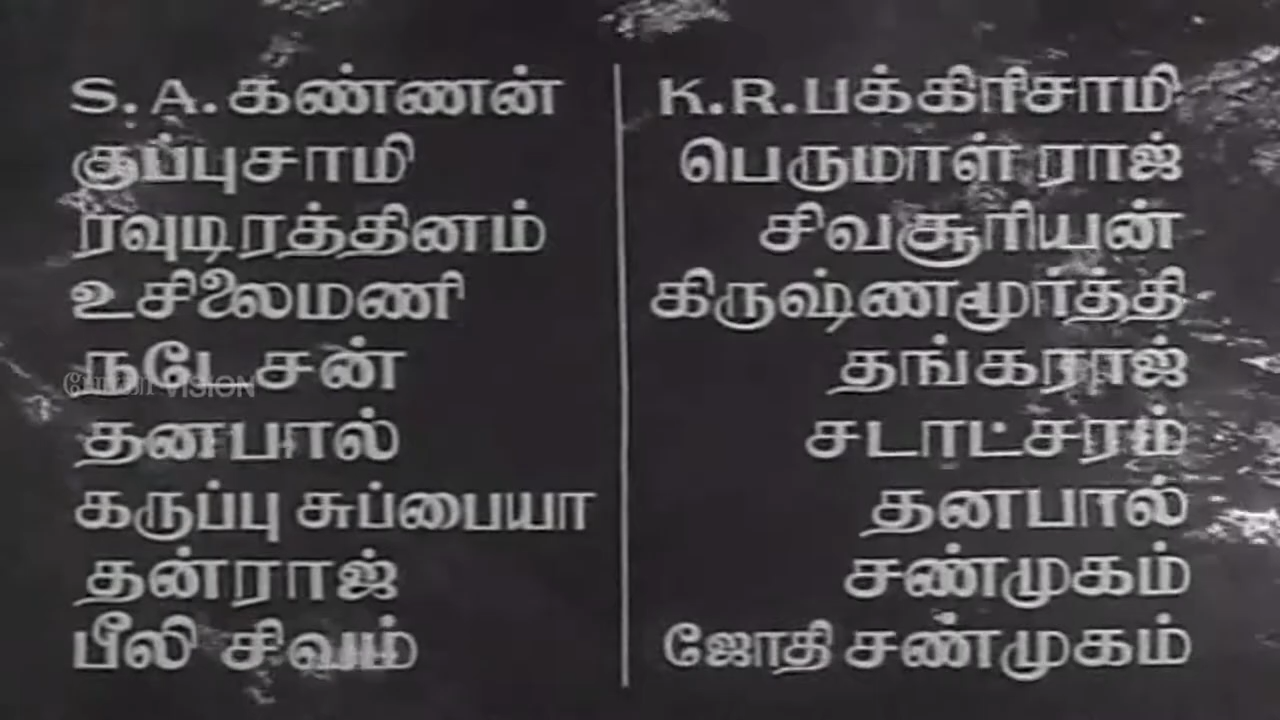 S.A.கண்ணன்
குப்புசாமி
ரவுடிரத்தினம்
உசிலைமணி
நடேசன்
தனபால்
கருப்பு சுப்பையா
தன்ராஜ்
பீலி சிவம்
K.R.பக்கிரிசாமி
பெருமாள் ராஜ்
சிவசூரியன்
கிருஷ்ணமூர்த்தி
தங்கராஜ்
சடாட்சரம்
தனபால்
சண்முகம்
ஜோதி சண்முகம்
VISION